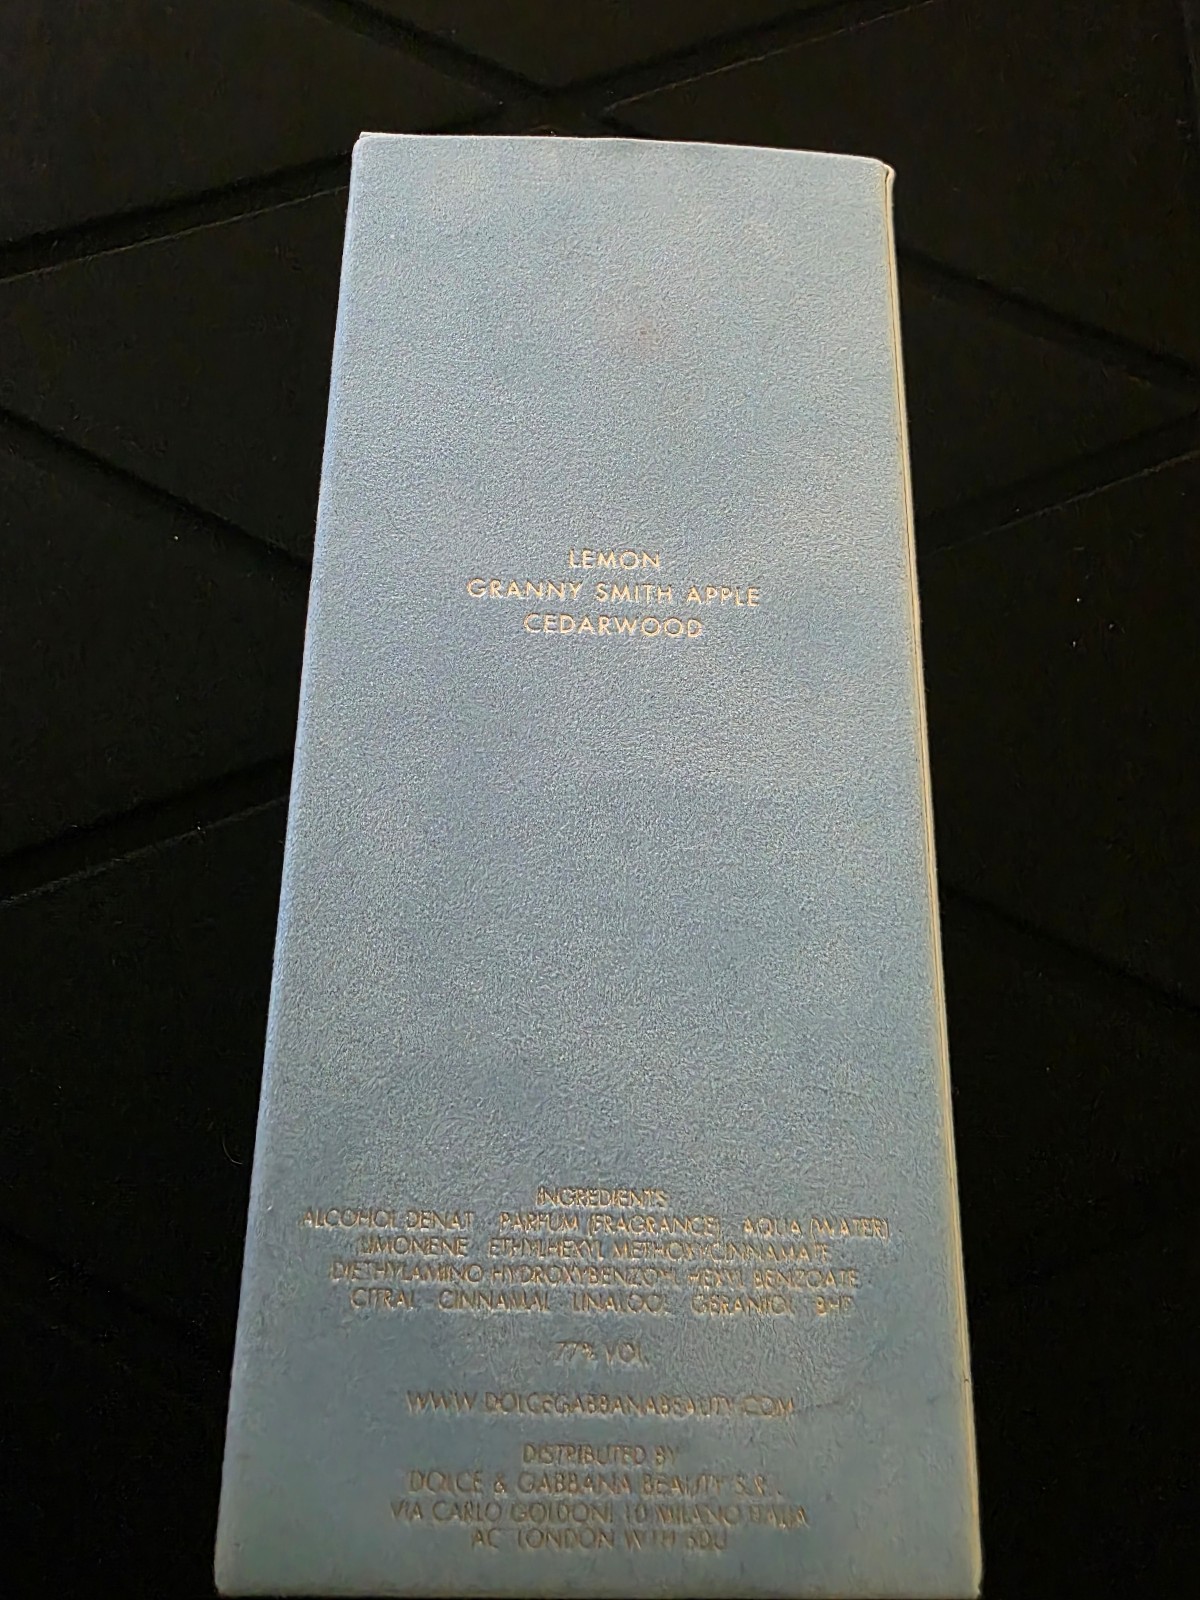 LEMON
GRANNY SMITH APPLE
CEDARWOOD
INGREDIENTS
ALCOHOL DENAT PARFUM (FRAGRANCE) AQUA (WATER)
LIMONENE ETHYLHEXYL METHOXYCINNAMATE
DIETHYLAMINO HYDROXYBENZOYL HEXYL BENZOATE
CITRAL CINNAMAL LINALOOL GERANIOL BHT
77% VOL
WWW.DOLCEGABBANABEAUTY.COM
DISTRIBUTED BY
DOLCE & GABBANA BEAUTY S.R.L.
VIA CARLO GOLDONI 10 MILANO ITALIA
AC LONDON